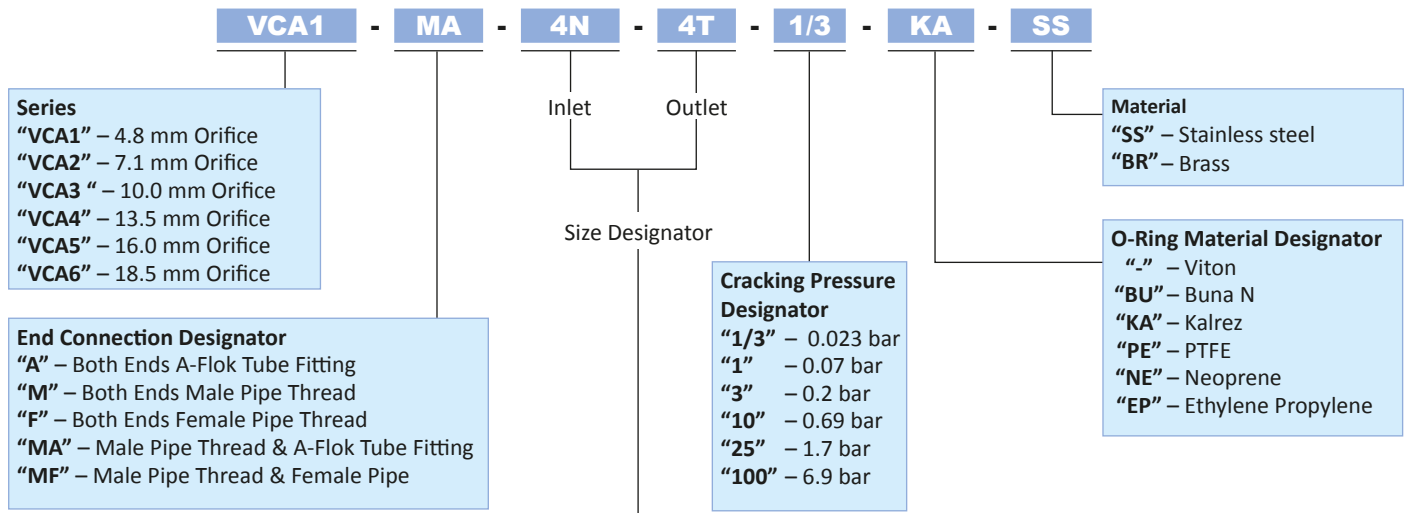 VCA1 - MA - 4N - 4T - 1/3 - KA - SS
Series
“VCA1” – 4.8 mm Orifice
“VCA2” – 7.1 mm Orifice
“VCA3 “ – 10.0 mm Orifice
“VCA4” – 13.5 mm Orifice
“VCA5” – 16.0 mm Orifice
“VCA6” – 18.5 mm Orifice
End Connection Designator
“A” – Both Ends A-Flok Tube Fitting
“M” – Both Ends Male Pipe Thread
“F” – Both Ends Female Pipe Thread
“MA” – Male Pipe Thread & A-Flok Tube Fitting
“MF” – Male Pipe Thread & Female Pipe
Inlet
Outlet
Size Designator
Cracking Pressure
Designator
“1/3” – 0.023 bar
“1” – 0.07 bar
“3” – 0.2 bar
“10” – 0.69 bar
“25” – 1.7 bar
“100” – 6.9 bar
Material
“SS” – Stainless steel
“BR” – Brass
O-Ring Material Designator
“-” – Viton
“BU” – Buna N
“KA” – Kalrez
“PE” – PTFE
“NE” – Neoprene
“EP” – Ethylene Propylene